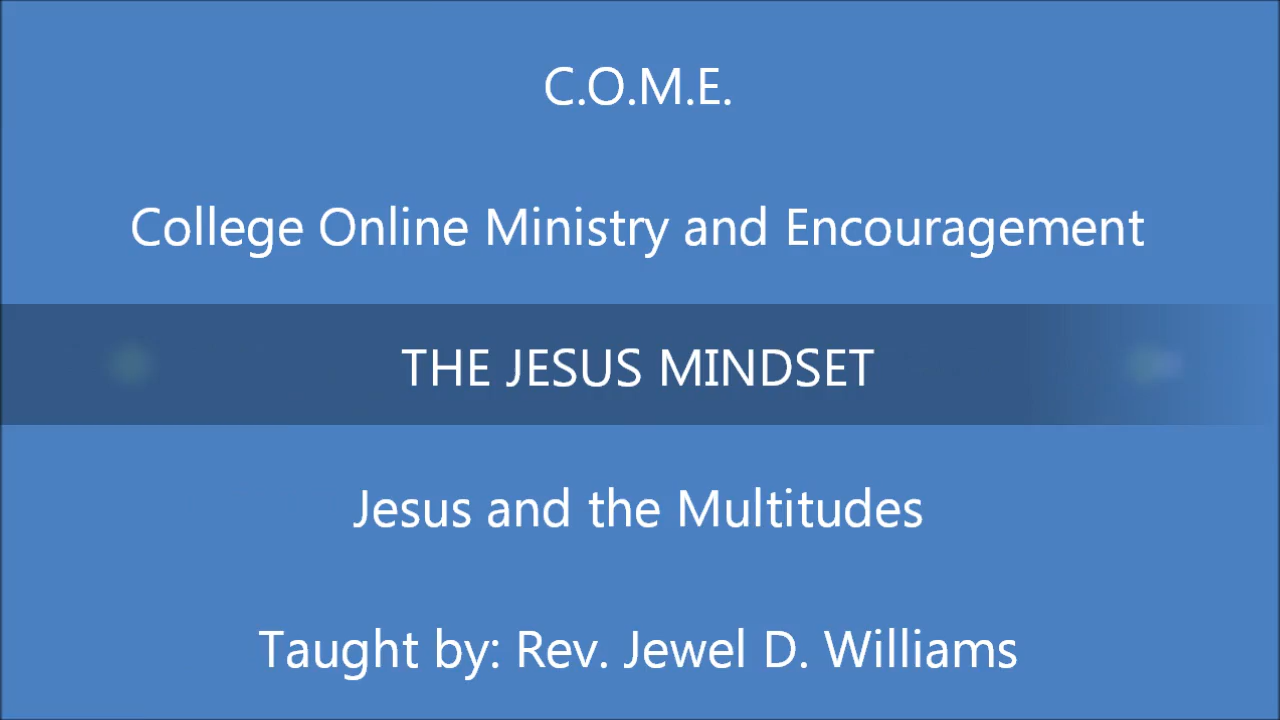 C.O.M.E.
College Online Ministry and Encouragement
THE JESUS MINDSET
Jesus and the Multitudes
Taught by: Rev. Jewel D. Williams